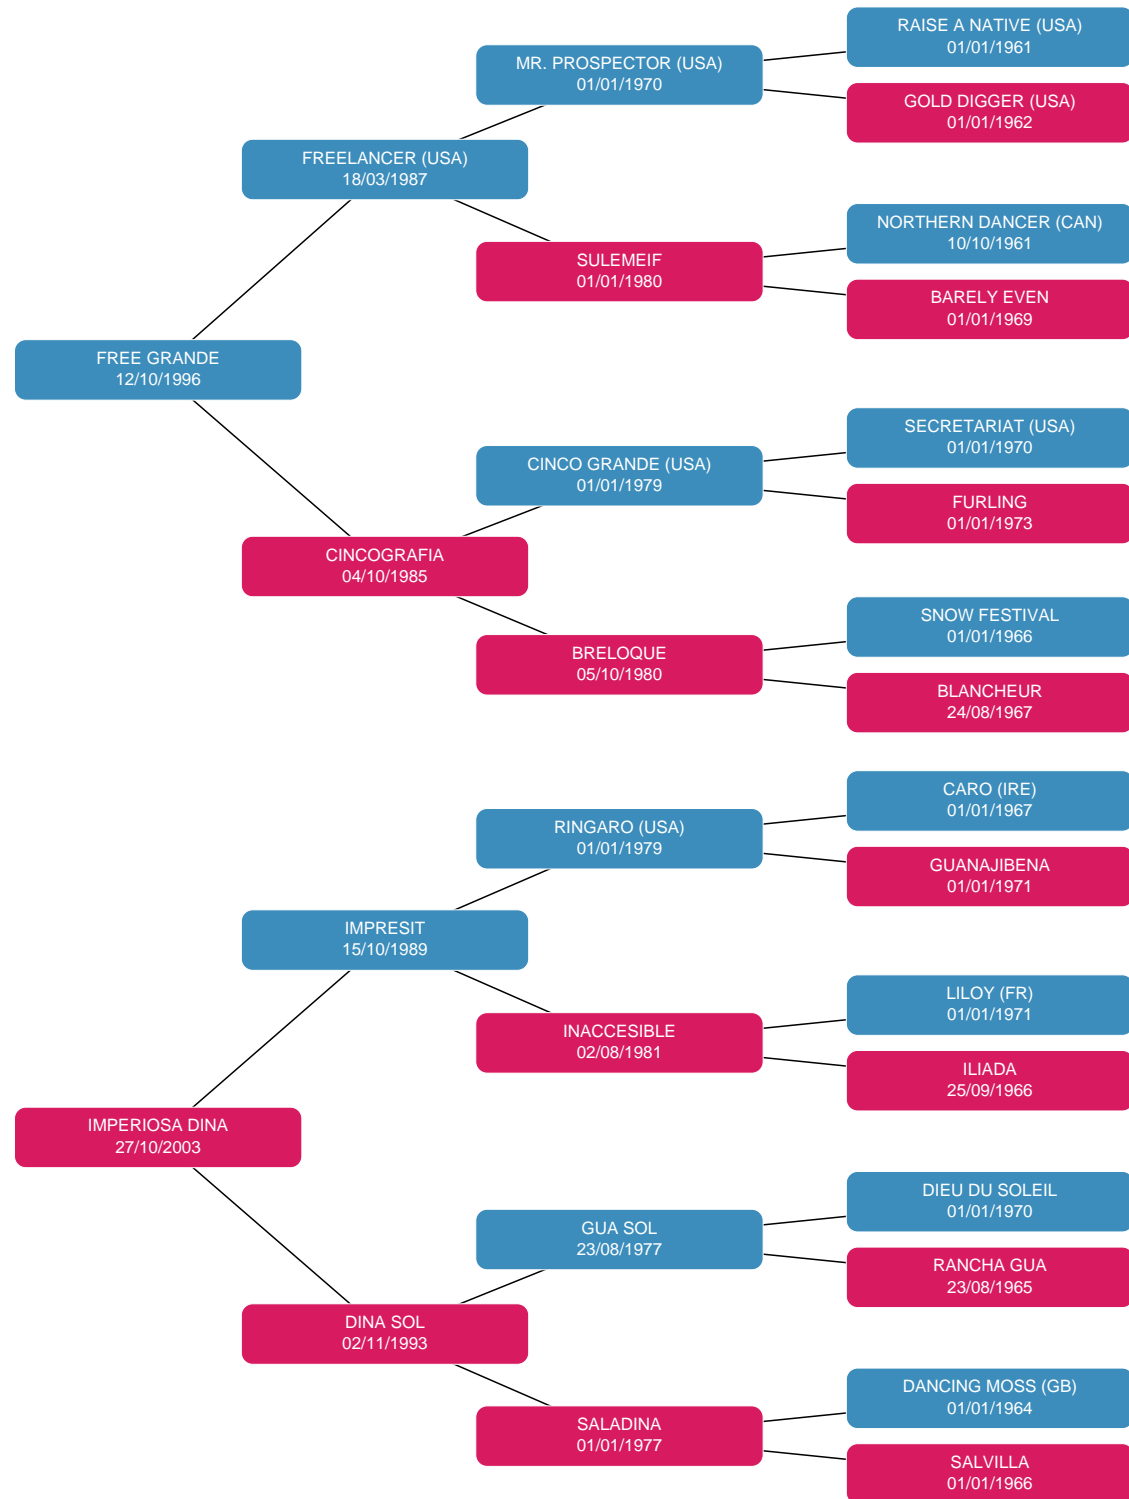 RAISE A NATIVE (USA)
01/01/1961
MR. PROSPECTOR (USA)
01/01/1970
GOLD DIGGER (USA)
01/01/1962
FREELANCER (USA)
18/03/1987
NORTHERN DANCER (CAN)
10/10/1961
SULEMEIF
01/01/1980
BARELY EVEN
01/01/1969
FREE GRANDE
12/10/1996
SECRETARIAT (USA)
01/01/1970
CINCO GRANDE (USA)
01/01/1979
FURLING
01/01/1973
CINCOGRAFIA
04/10/1985
SNOW FESTIVAL
01/01/1966
BRELOQUE
05/10/1980
BLANCHEUR
24/08/1967
CARO (IRE)
01/01/1967
RINGARO (USA)
01/01/1979
GUANAJIBENA
01/01/1971
IMPRESIT
15/10/1989
LILOY (FR)
01/01/1971
INACCESIBLE
02/08/1981
ILIADA
25/09/1966
IMPERIOSA DINA
27/10/2003
DIEU DU SOLEIL
01/01/1970
GUA SOL
23/08/1977
RANCHA GUA
23/08/1965
DINA SOL
02/11/1993
DANCING MOSS (GB)
01/01/1964
SALADINA
01/01/1977
SALVILLA
01/01/1966